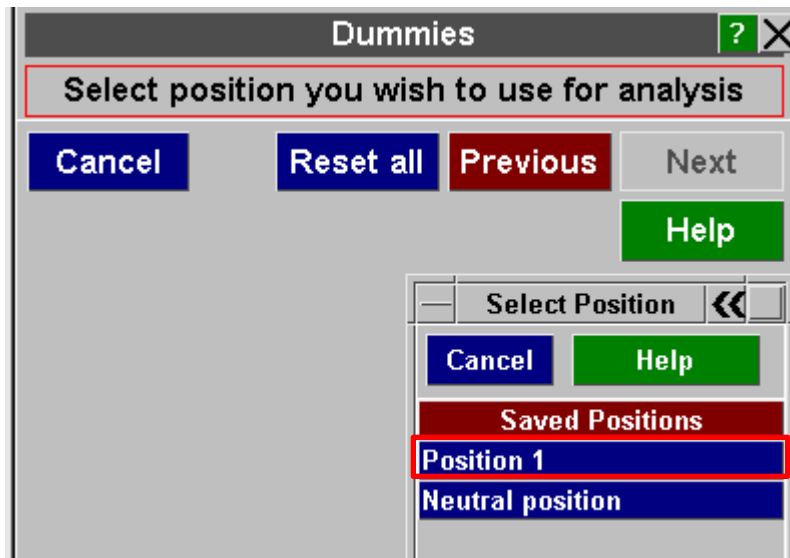 Dummies ?
Select position you wish to use for analysis
Cancel Reset all Previous Next
Help
Select Position
Cancel Help
Saved Positions
Position 1
Neutral position